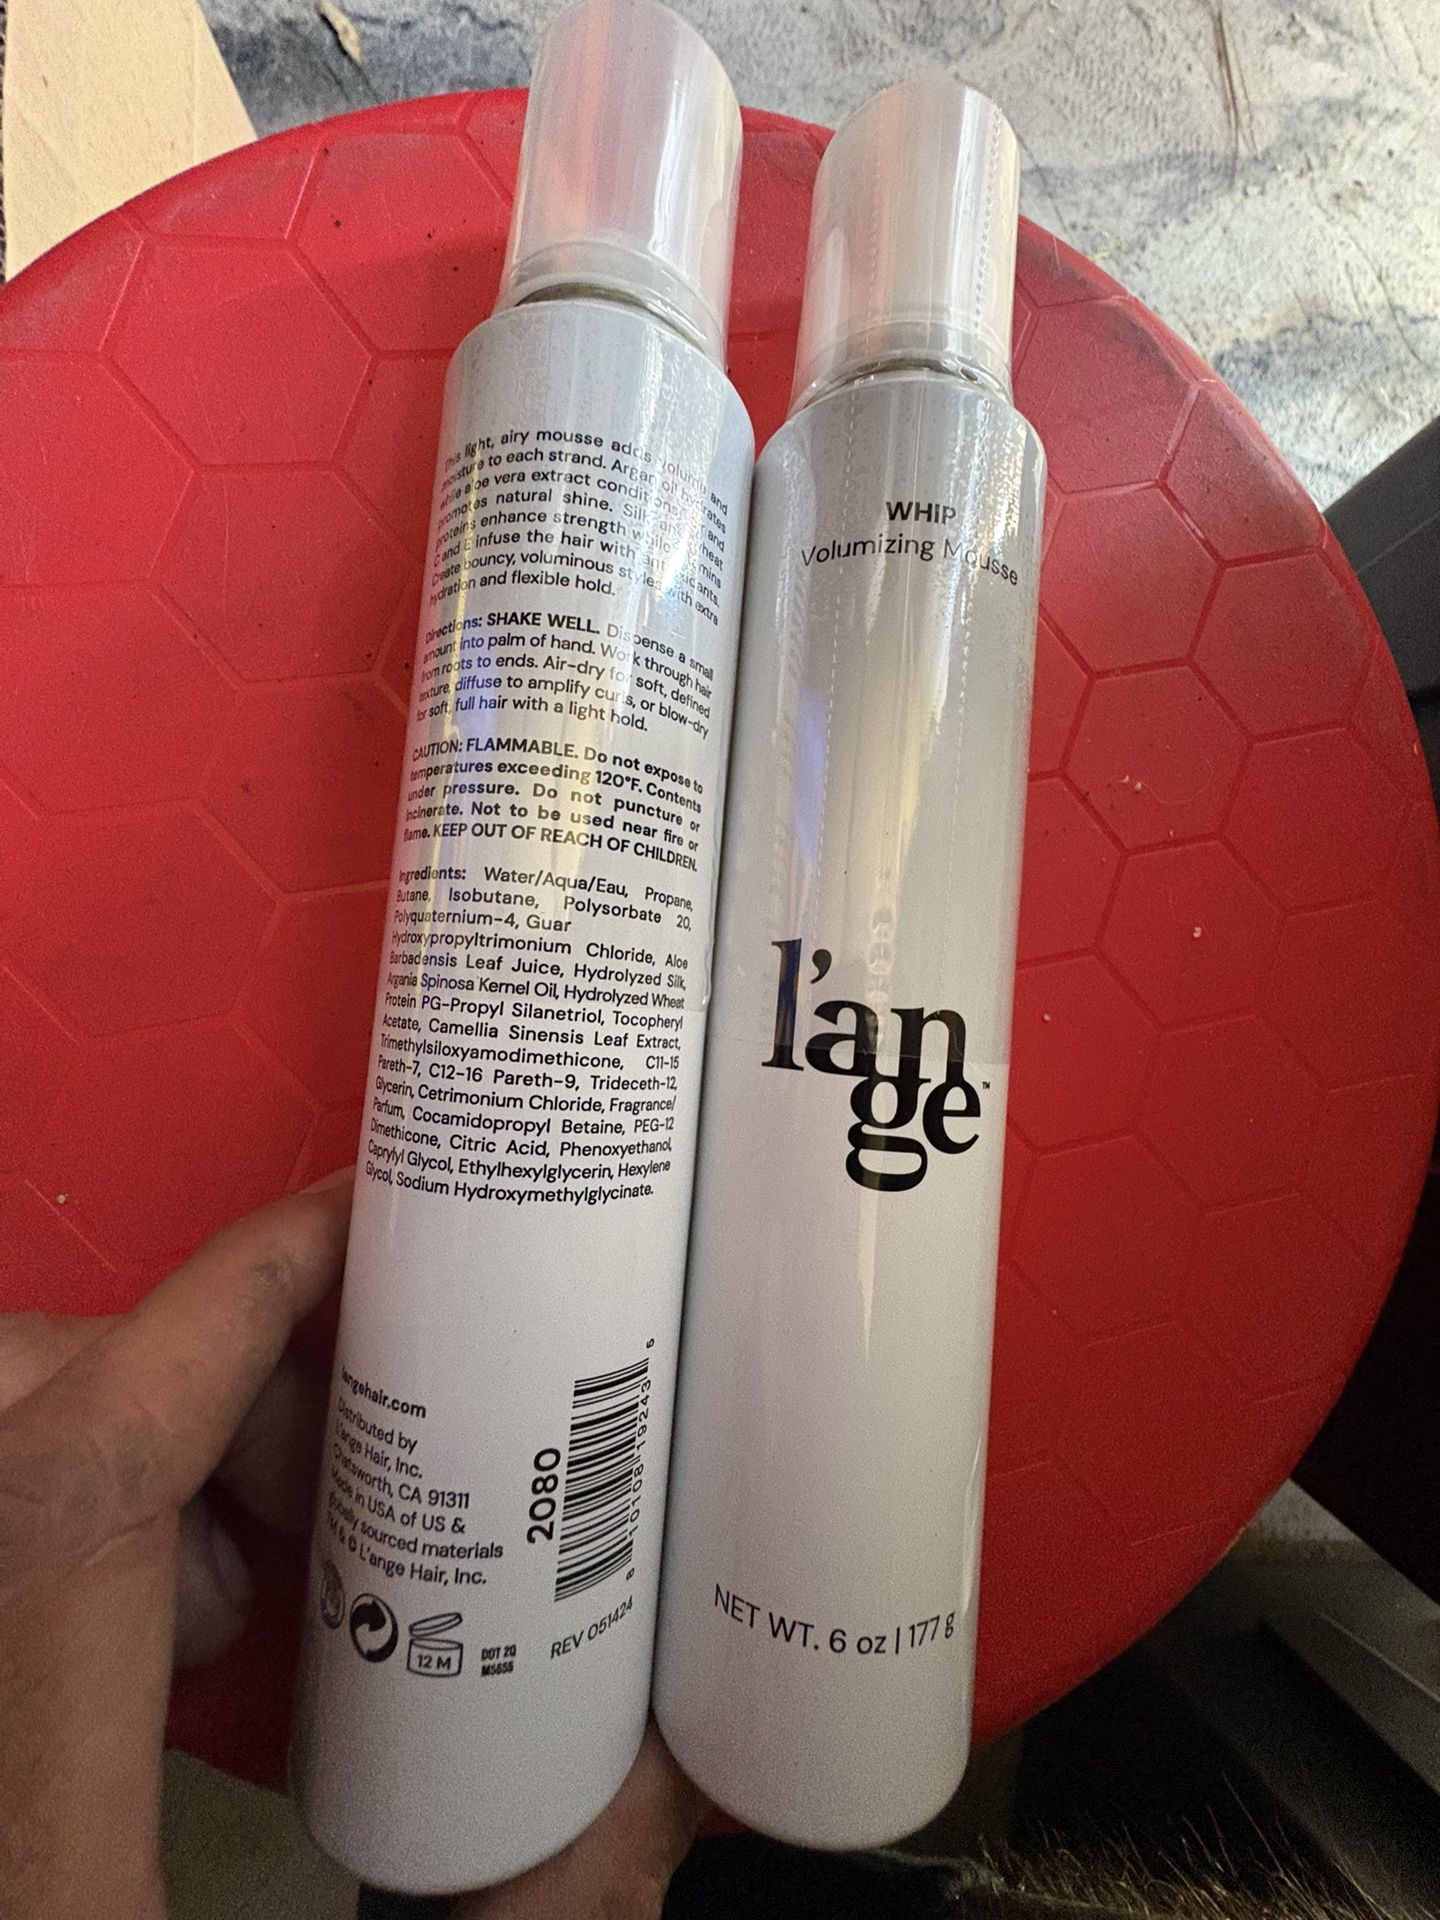 This light, airy mousse adds volume and
moisture to each strand. Argan oil hydrates
while aloe vera extract conditions hair and
promotes natural shine. Silk and wheat
proteins enhance strength while vitamins
C and E infuse the hair with antioxidants.
Create bouncy, voluminous styles with extra
hydration and flexible hold.
Directions: SHAKE WELL. Dispense a small
amount into palm of hand. Work through hair
from roots to ends. Air-dry for soft, defined
texture, diffuse to amplify curls, or blow-dry
for soft, full hair with a light hold.
CAUTION: FLAMMABLE. Do not expose to
temperatures exceeding 120°F. Contents
under pressure. Do not puncture or
incinerate. Not to be used near fire or
flame. KEEP OUT OF REACH OF CHILDREN.
Ingredients: Water/Aqua/Eau, Propane,
Butane, Isobutane, Polysorbate 20,
Polyquaternium-4, Guar
Hydroxypropyltrimonium Chloride, Aloe
Barbadensis Leaf Juice, Hydrolyzed Silk,
Argania Spinosa Kernel Oil, Hydrolyzed Wheat
Protein PG-Propyl Silanetriol, Tocopheryl
Acetate, Camellia Sinensis Leaf Extract,
Trimethylsiloxyamodimethicone, C11-15
Pareth-7, C12-16 Pareth-9, Trideceth-12,
Glycerin, Cetrimonium Chloride, Fragrance/
Parfum, Cocamidopropyl Betaine, PEG-12
Dimethicone, Citric Acid, Phenoxyethanol,
Caprylyl Glycol, Ethylhexylglycerin, Hexylene
Glycol, Sodium Hydroxymethylglycinate.
langehair.com
Distributed by
L'ange Hair, Inc.
Chatsworth, CA 91311
Made in USA of US &
globally sourced materials
TM & © L'ange Hair, Inc.
12 M
DOT 2Q
M5655
2080
8 10108 19243 5
REV 051424
WHIP
Volumizing Mousse
l'an
ge™
NET WT. 6 oz | 177 g